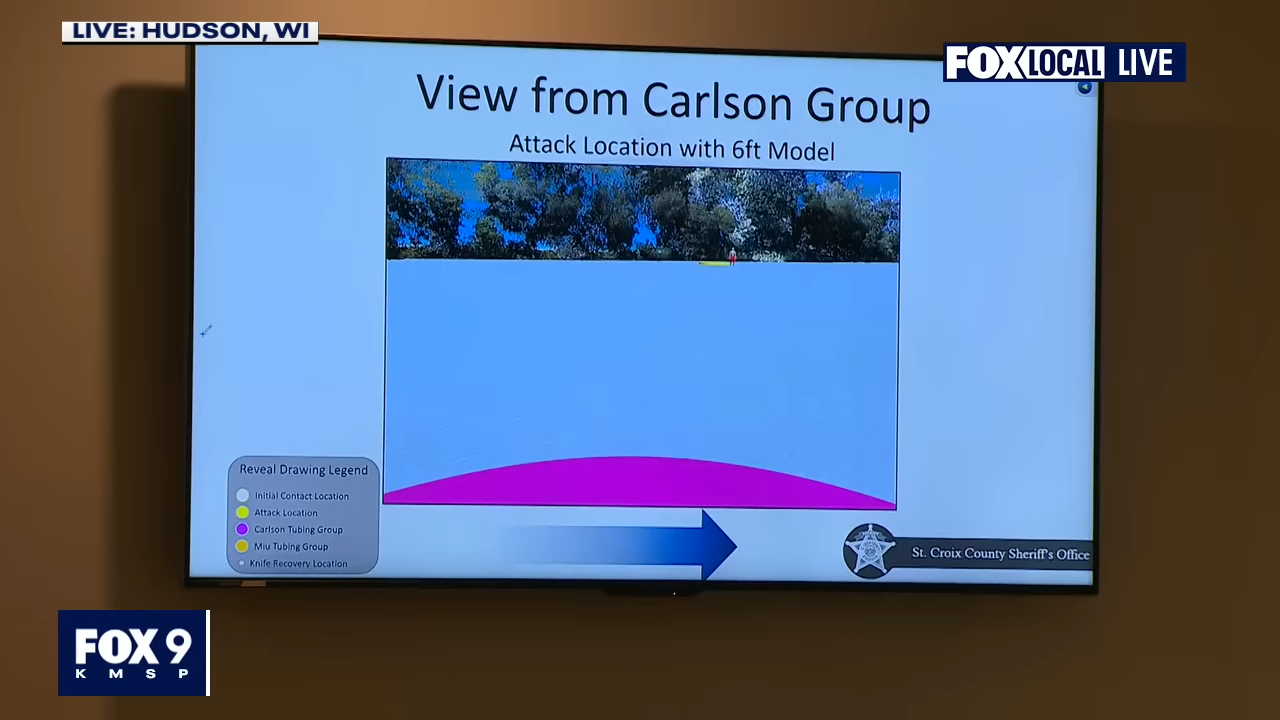 LIVE: HUDSON, WI
FOX LOCAL LIVE
View from Carlson Group
Attack Location with 6ft Model
Reveal Drawing Legend
Initial Contact Location
Attack Location
Carlson Tubing Group
Miu Tubing Group
Knife Recovery Location
St. Croix County Sheriff's Office
FOX 9
KMSP